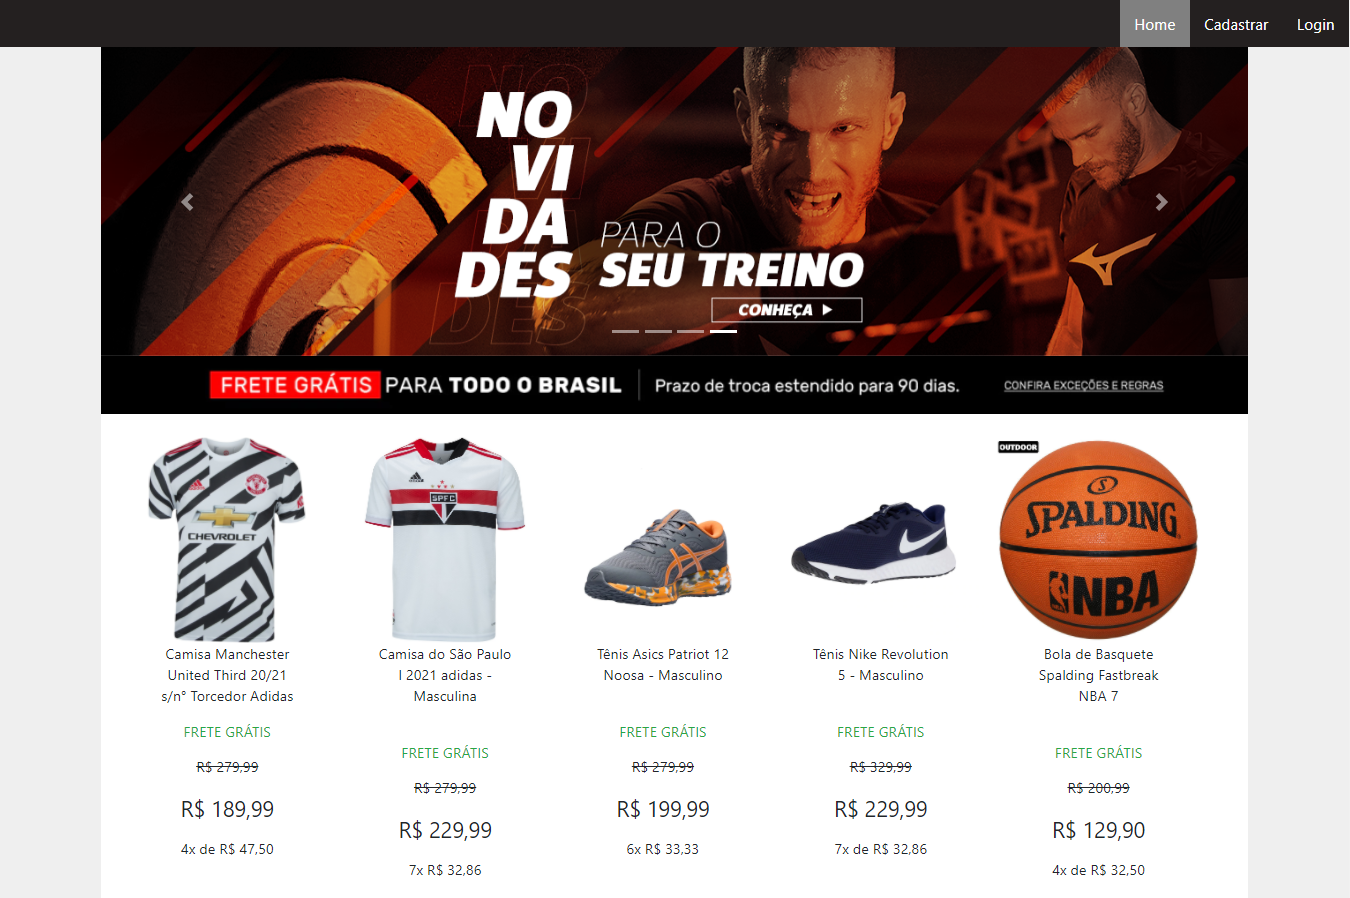 Home Cadastrar Login
NO
VI
DA
DES
PARA O
SEU TREINO
CONHEÇA
FRETE GRÁTIS PARA TODO O BRASIL
Prazo de troca estendido para 90 dias.
CONFIRA EXCEÇÕES E REGRAS
CHEVROLET
Camisa Manchester
United Third 20/21
s/n° Torcedor Adidas
FRETE GRÁTIS
R$ 279,99
R$ 189,99
4x de R$ 47,50
SPFC
Camisa do São Paulo
I 2021 adidas -
Masculina
FRETE GRÁTIS
R$ 279,99
R$ 229,99
7x R$ 32,86
Tênis Asics Patriot 12
Noosa - Masculino
FRETE GRÁTIS
R$ 279,99
R$ 199,99
6x R$ 33,33
Tênis Nike Revolution
5 - Masculino
FRETE GRÁTIS
R$ 329,99
R$ 229,99
7x de R$ 32,86
OUTDOOR
SPALDING
NBA
Bola de Basquete
Spalding Fastbreak
NBA 7
FRETE GRÁTIS
R$ 200,99
R$ 129,90
4x de R$ 32,50